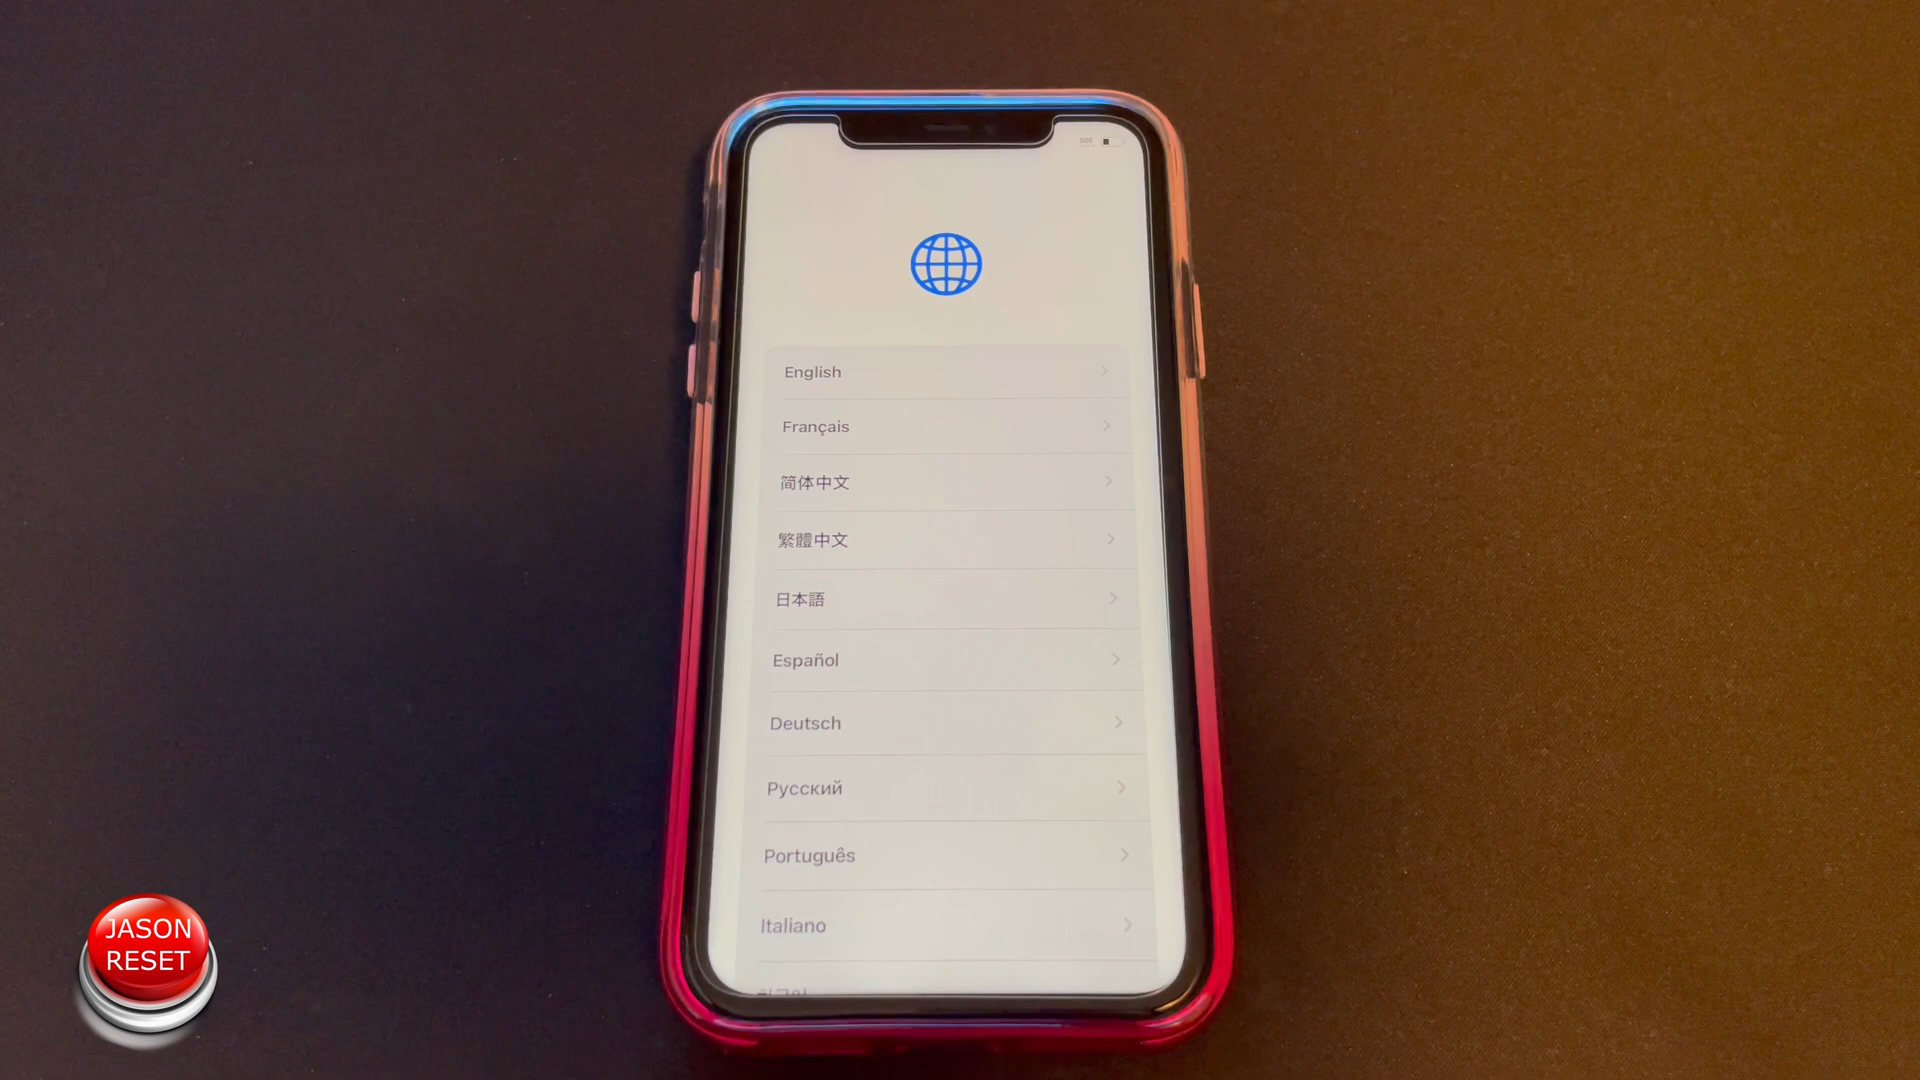 SOS
English
Français
简体中文
繁體中文
日本語
Español
Deutsch
Русский
Português
Italiano
JASON
RESET